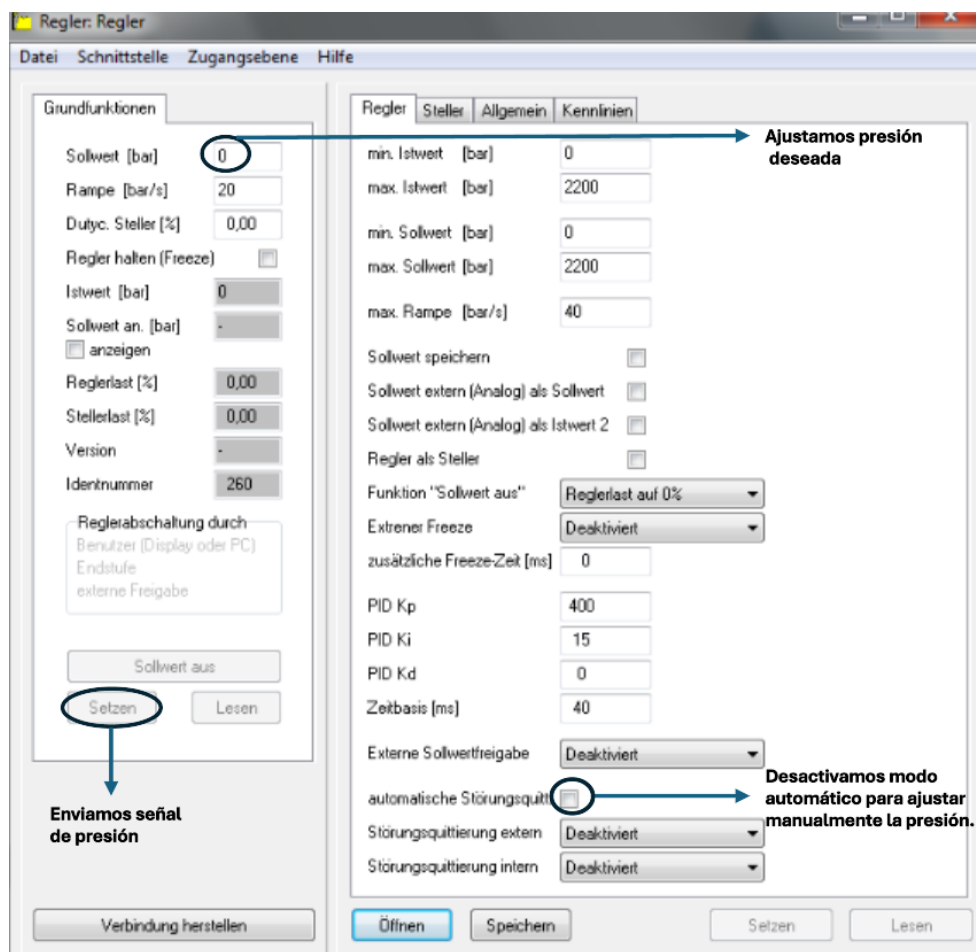 Regler: Regler
Datei Schnittstelle Zugangsebene Hilfe
Grundfunktionen
Sollwert [bar] 0
Rampe [bar/s] 20
Dutyc. Steller [%] 0,00
Regler halten (Freeze)
Istwert [bar] 0
Sollwert an. [bar] -
anzeigen
Reglerlast [%] 0,00
Stellerlast [%] 0,00
Version -
Identnummer 260
Reglerabschaltung durch
Benutzer (Display oder PC)
Endstufe
externe Freigabe
Sollwert aus
Setzen Lesen
Enviamos señal
de presión
Verbindung herstellen
Regler Steller Allgemein Kennlinien
Ajustamos presión
deseada
min. Istwert [bar] 0
max. Istwert [bar] 2200
min. Sollwert [bar] 0
max. Sollwert [bar] 2200
max. Rampe [bar/s] 40
Sollwert speichern
Sollwert extern (Analog) als Sollwert
Sollwert extern (Analog) als Istwert 2
Regler als Steller
Funktion "Sollwert aus" Reglerlast auf 0%
Extrener Freeze Deaktiviert
zusätzliche Freeze-Zeit [ms] 0
PID Kp 400
PID Ki 15
PID Kd 0
Zeitbasis [ms] 40
Externe Sollwertfreigabe Deaktiviert
automatische Störungsquitt.
Desactivamos modo
automático para ajustar
manualmente la presión.
Störungsquittierung extern Deaktiviert
Störungsquittierung intern Deaktiviert
Öffnen Speichern Setzen Lesen